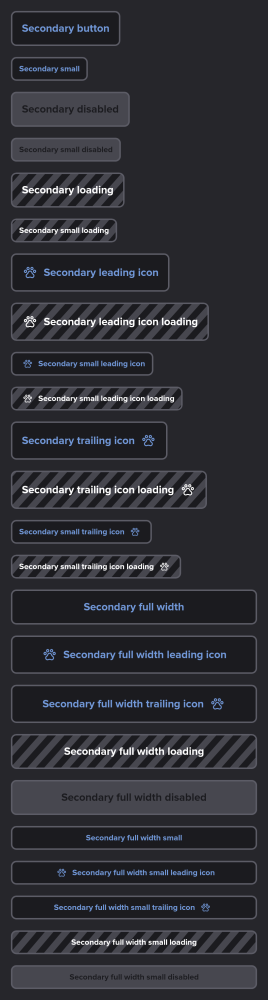 Secondary button
Secondary small
Secondary disabled
Secondary small disabled
Secondary loading
Secondary small loading
Secondary leading icon
Secondary leading icon loading
Secondary small leading icon
Secondary small leading icon loading
Secondary trailing icon
Secondary trailing icon loading
Secondary small trailing icon
Secondary small trailing icon loading
Secondary full width
Secondary full width leading icon
Secondary full width trailing icon
Secondary full width loading
Secondary full width disabled
Secondary full width small
Secondary full width small leading icon
Secondary full width small trailing icon
Secondary full width small loading
Secondary full width small disabled